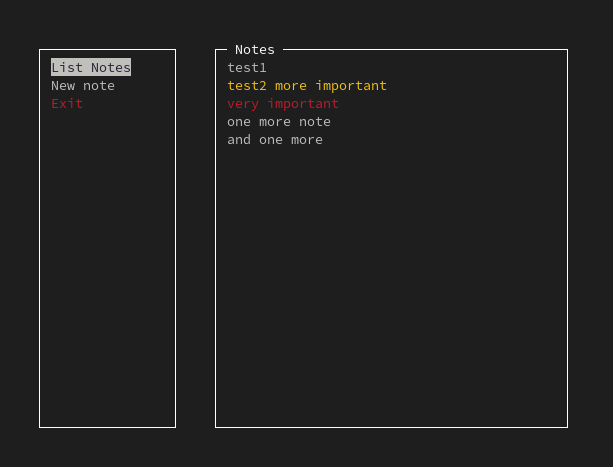 List Notes
New note
Exit
Notes
test1
test2 more important
very important
one more note
and one more